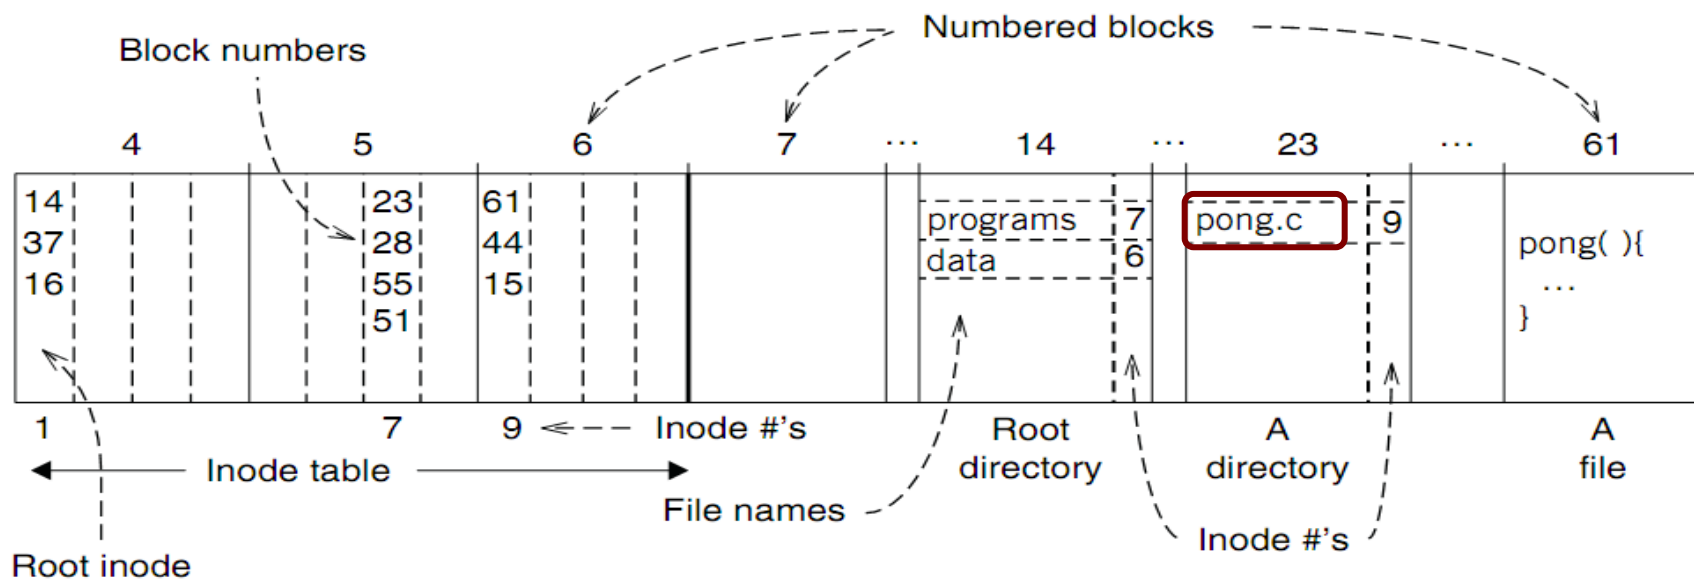 Numbered blocks
Block numbers
4 5 6 7 ... 14 ... 23 ... 61
14 23 61
programs 7 pong.c 9
37 28 44
pong( ){
data 6
16 55 15
...
51
}
1 7 9 Inode #'s Root directory A directory A file
Inode table
File names
Inode #'s
Root inode